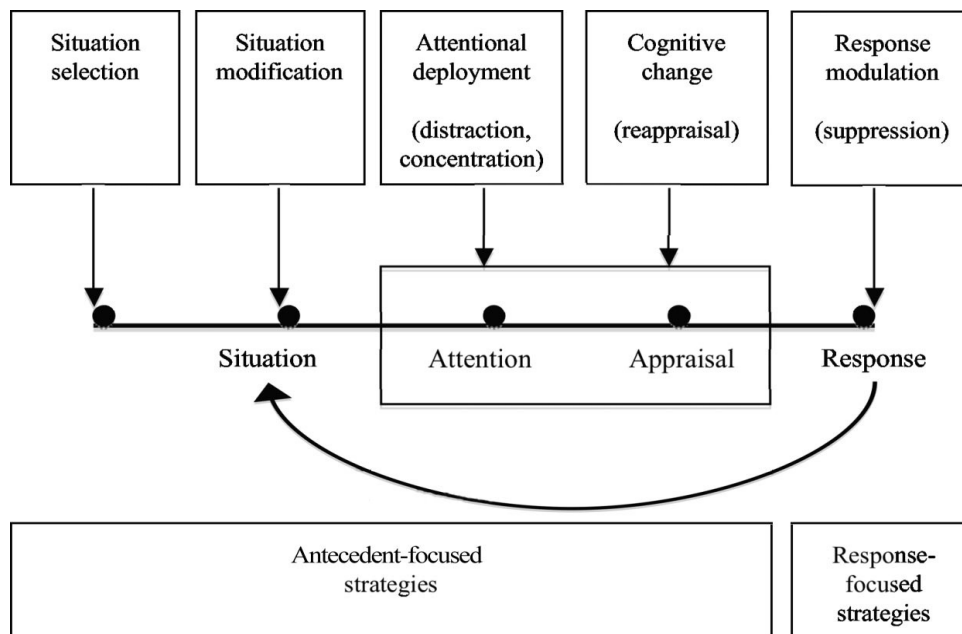 Situation
selection
Situation
modification
Attentional
deployment
(distraction,
concentration)
Cognitive
change
(reappraisal)
Response
modulation
(suppression)
Situation
Attention
Appraisal
Response
Antecedent-focused
strategies
Response-
focused
strategies